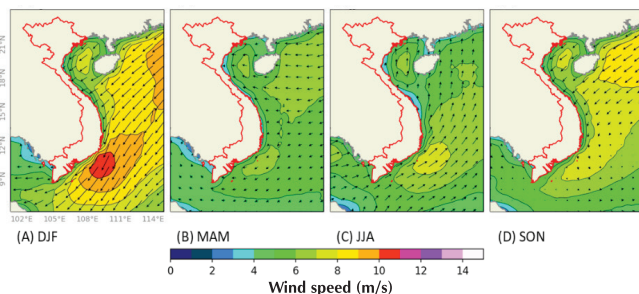 21°N
18°N
15°N
12°N
9°N
102°E 105°E 108°E 111°E 114°E
(A) DJF (B) MAM (C) JJA (D) SON
0 2 4 6 8 10 12 14
Wind speed (m/s)